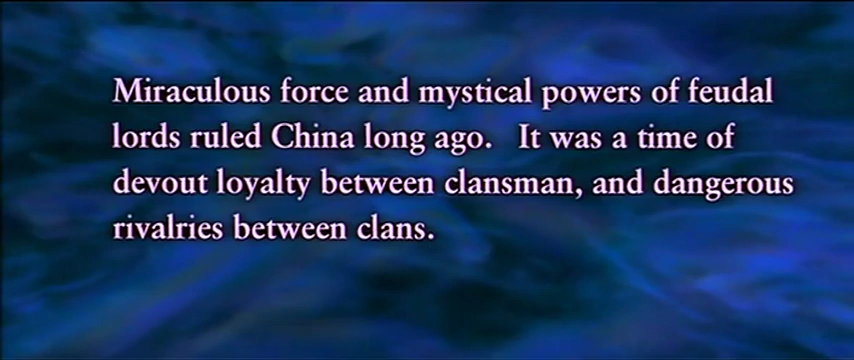 Miraculous force and mystical powers of feudal
lords ruled China long ago.   It was a time of
devout loyalty between clansman, and dangerous
rivalries between clans.